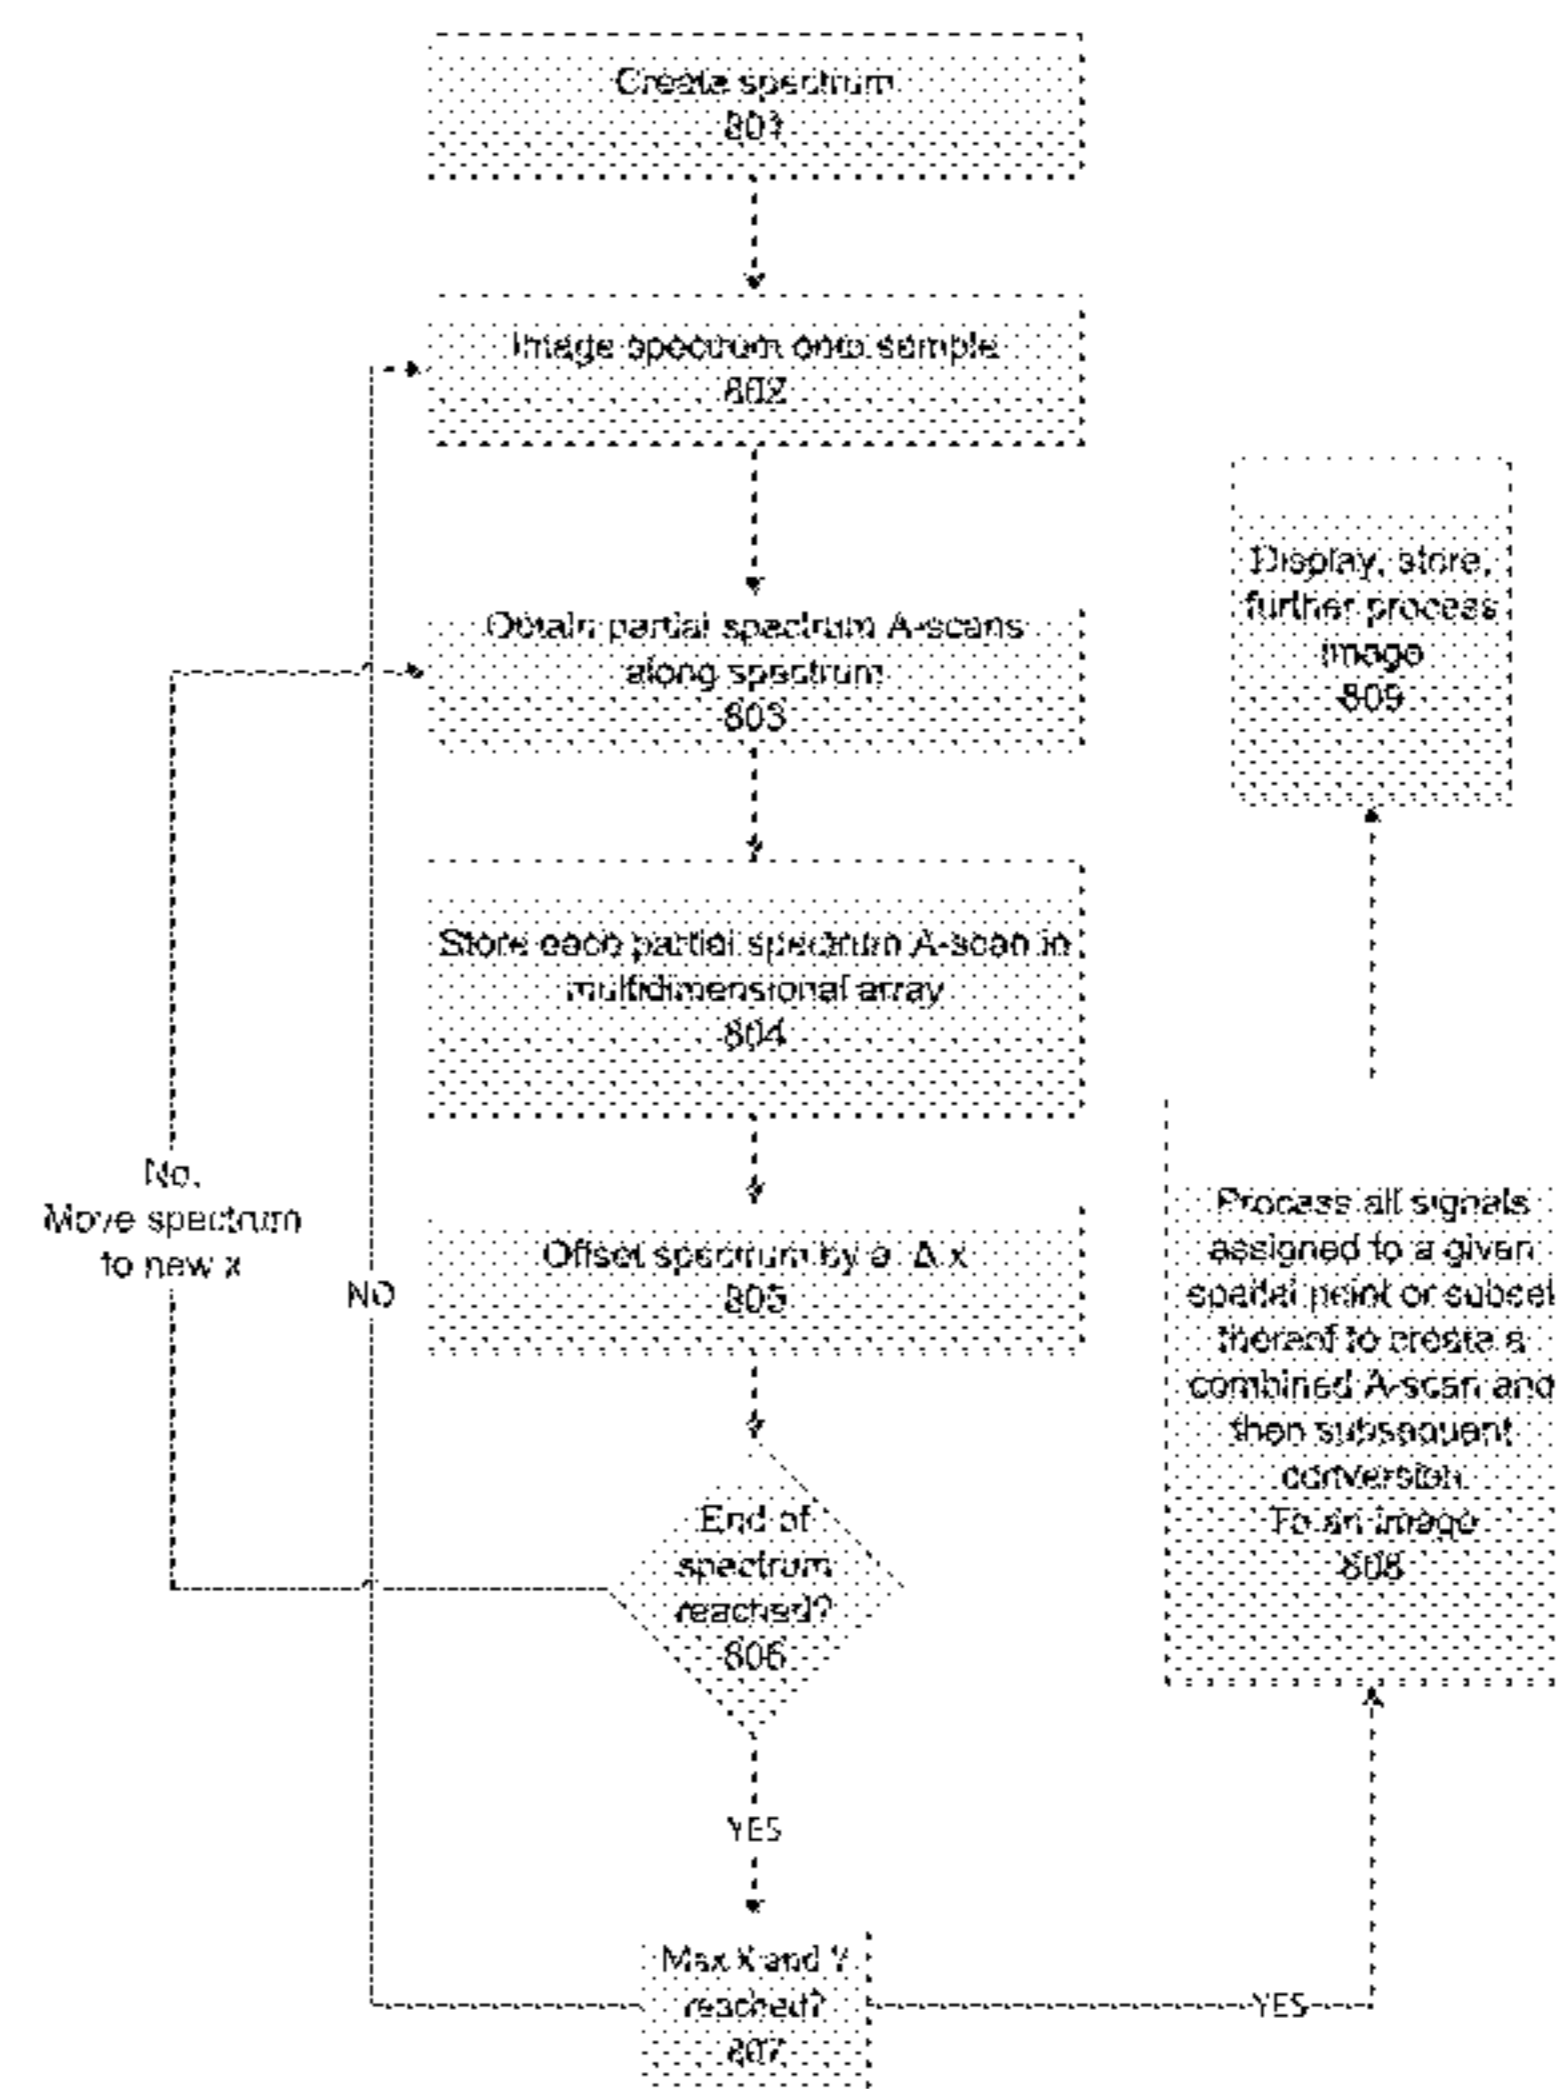 Create spectrum
801
Image spectrum onto sample
802
Obtain partial spectrum A-scans
along spectrum
803
Store each partial spectrum A-scan in
multidimensional array
804
Offset spectrum by a Δ x
805
End of
spectrum
reached?
806
No,
Move spectrum
to new x
NO
YES
Max X and Y
reached?
807
YES
Process all signals
assigned to a given
spatial point or subset
thereof to create a
combined A-scan and
then subsequent
conversion
To an image
808
Display, store,
further process
image
809